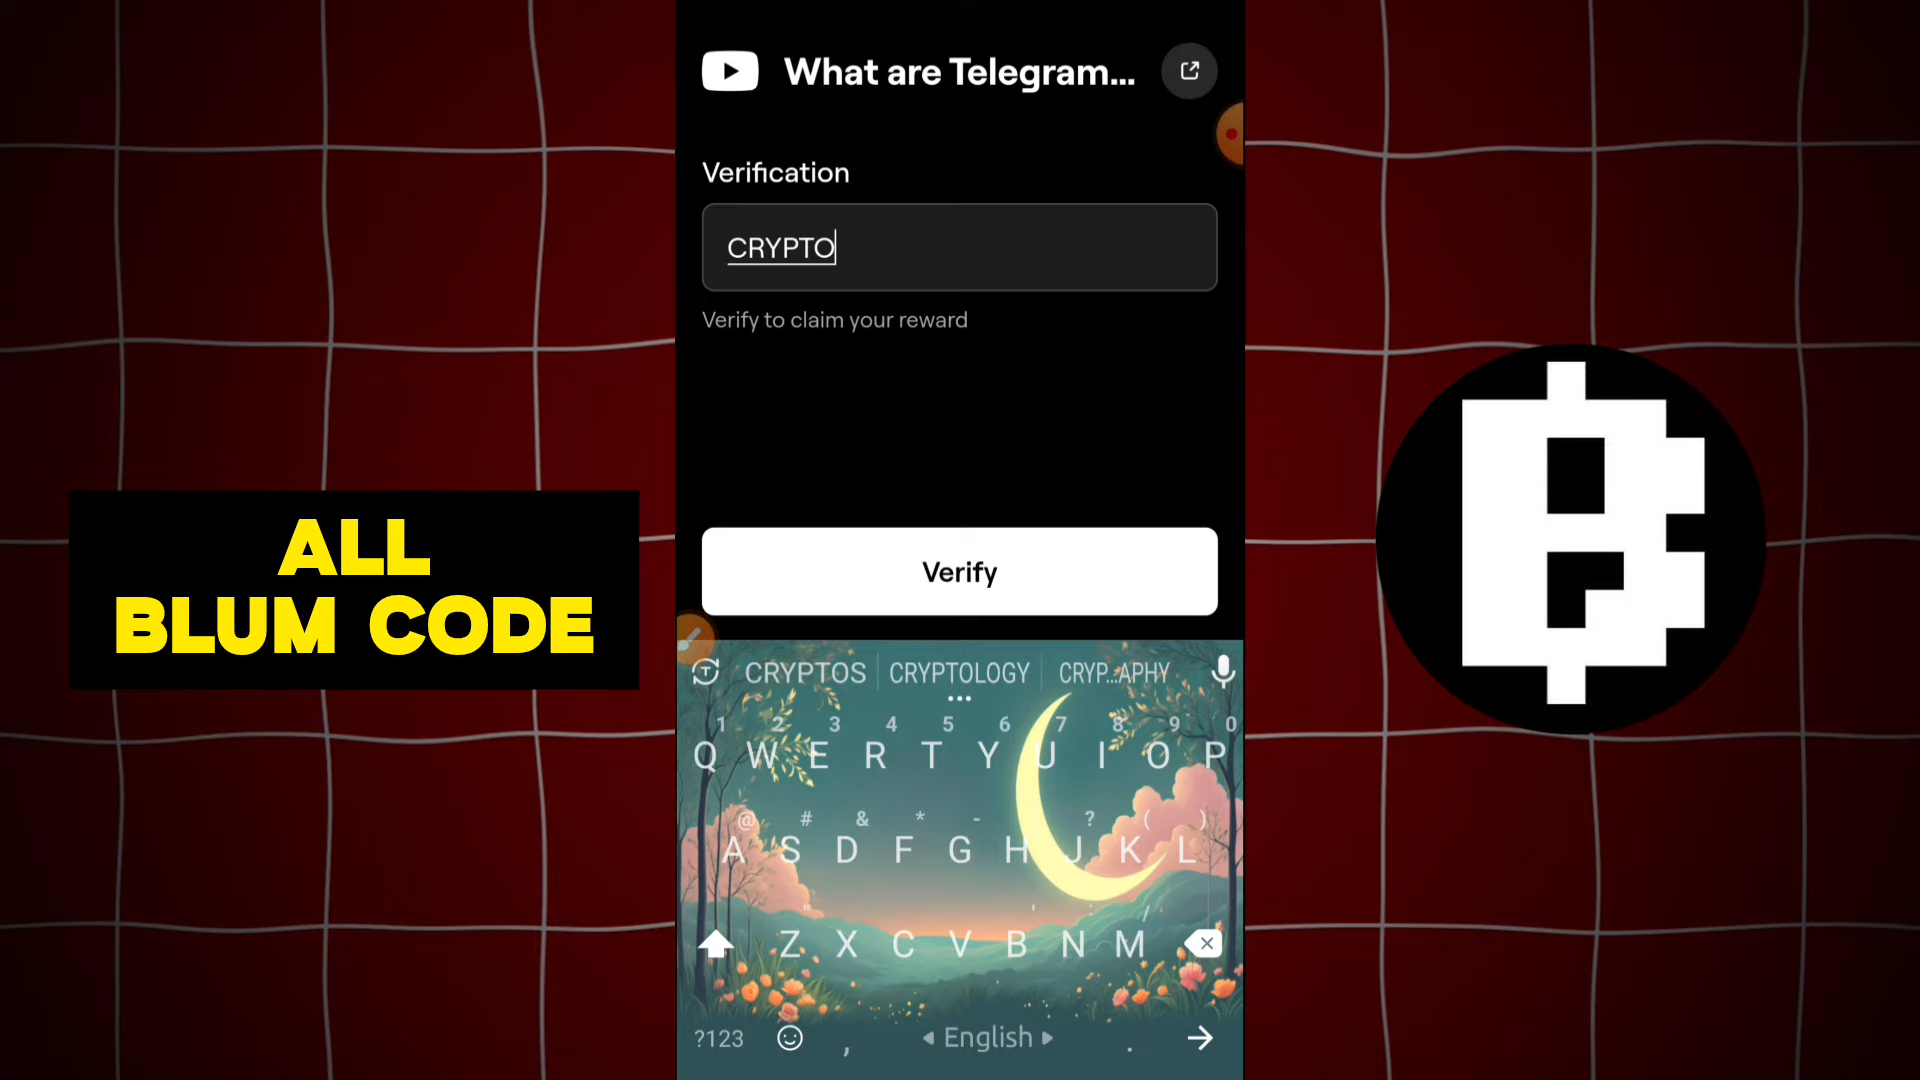 What are Telegram...
Verification
CRYPTO
Verify to claim your reward
Verify
ALL
BLUM CODE
CRYPTOS CRYPTOLOGY CRYP...APHY
1 2 3 4 5 6 7 8 9 0
Q W E R T Y U I O P
@ # & * - ? ( )
A S D F G H J K L
" ' : /
Z X C V B N M
?123 , English .